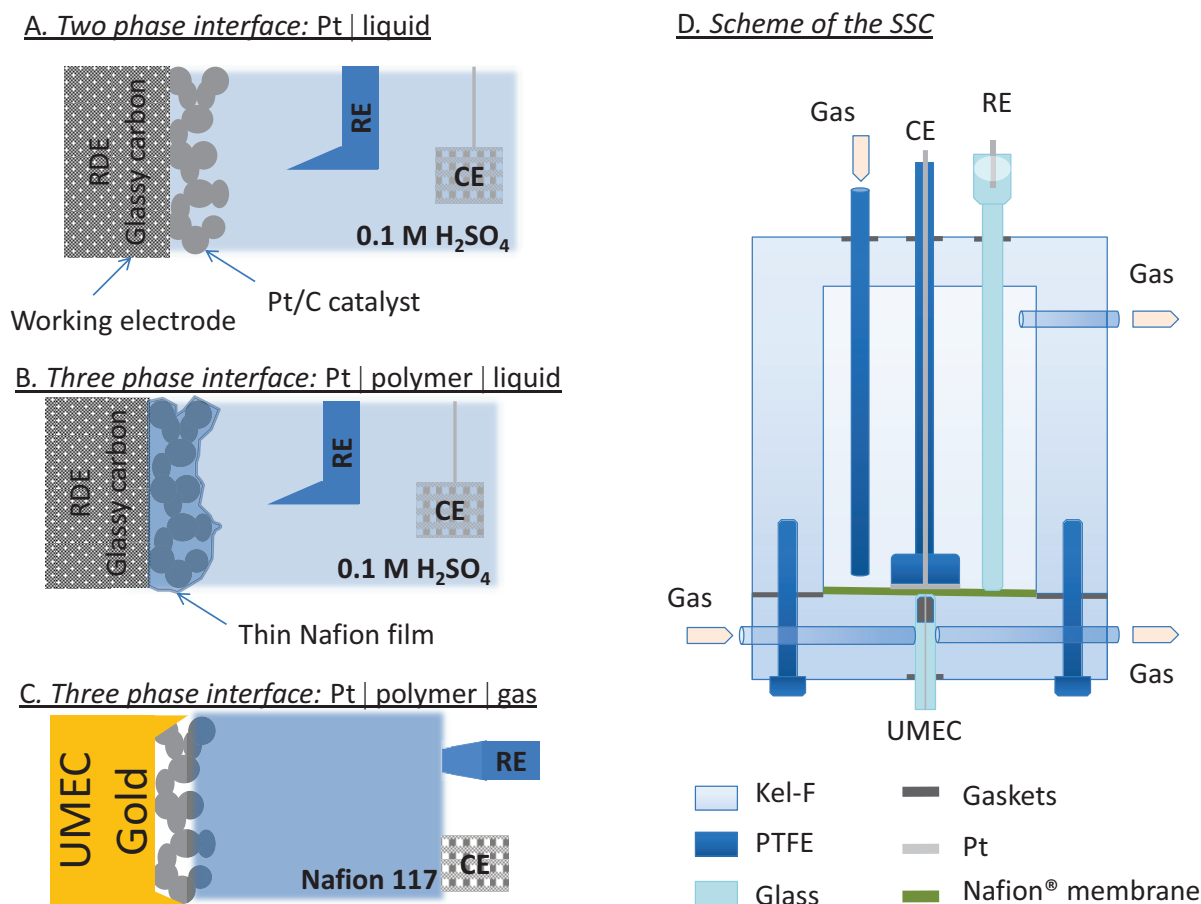 A. Two phase interface: Pt | liquid
RDE
Glassy carbon
RE
CE
0.1 M H₂SO₄
Working electrode
Pt/C catalyst
B. Three phase interface: Pt | polymer | liquid
RDE
Glassy carbon
RE
CE
0.1 M H₂SO₄
Thin Nafion film
C. Three phase interface: Pt | polymer | gas
UMEC
Gold
RE
CE
Nafion 117
D. Scheme of the SSC
Gas
CE
RE
Gas
Gas
Gas
UMEC
Kel-F
Gaskets
PTFE
Pt
Glass
Nafion® membrane